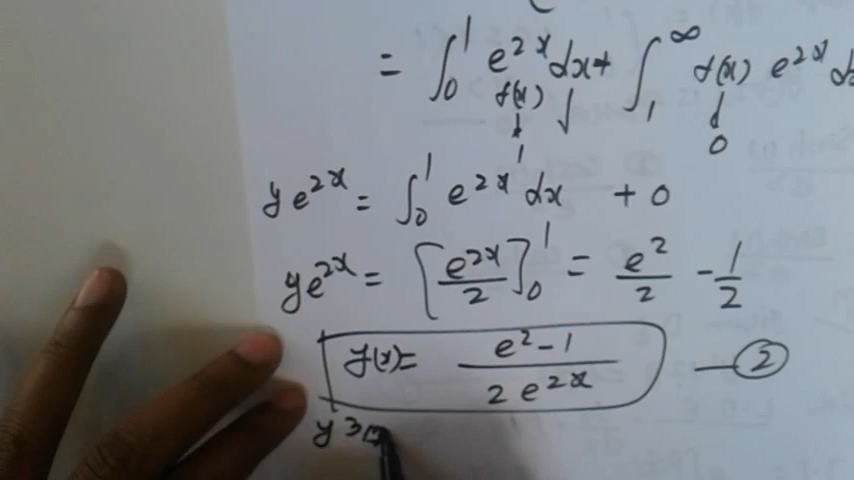 = ∫₀¹ e^{2x} dx + ∫₁^∞ f(x) e^{2x} dx
f(x)
1
0
y e^{2x} = ∫₀¹ e^{2x} dx + 0
y e^{2x} = [e^{2x}/2]₀¹ = e²/2 - 1/2
y(x) = (e² - 1)/(2 e^{2x}) — ②